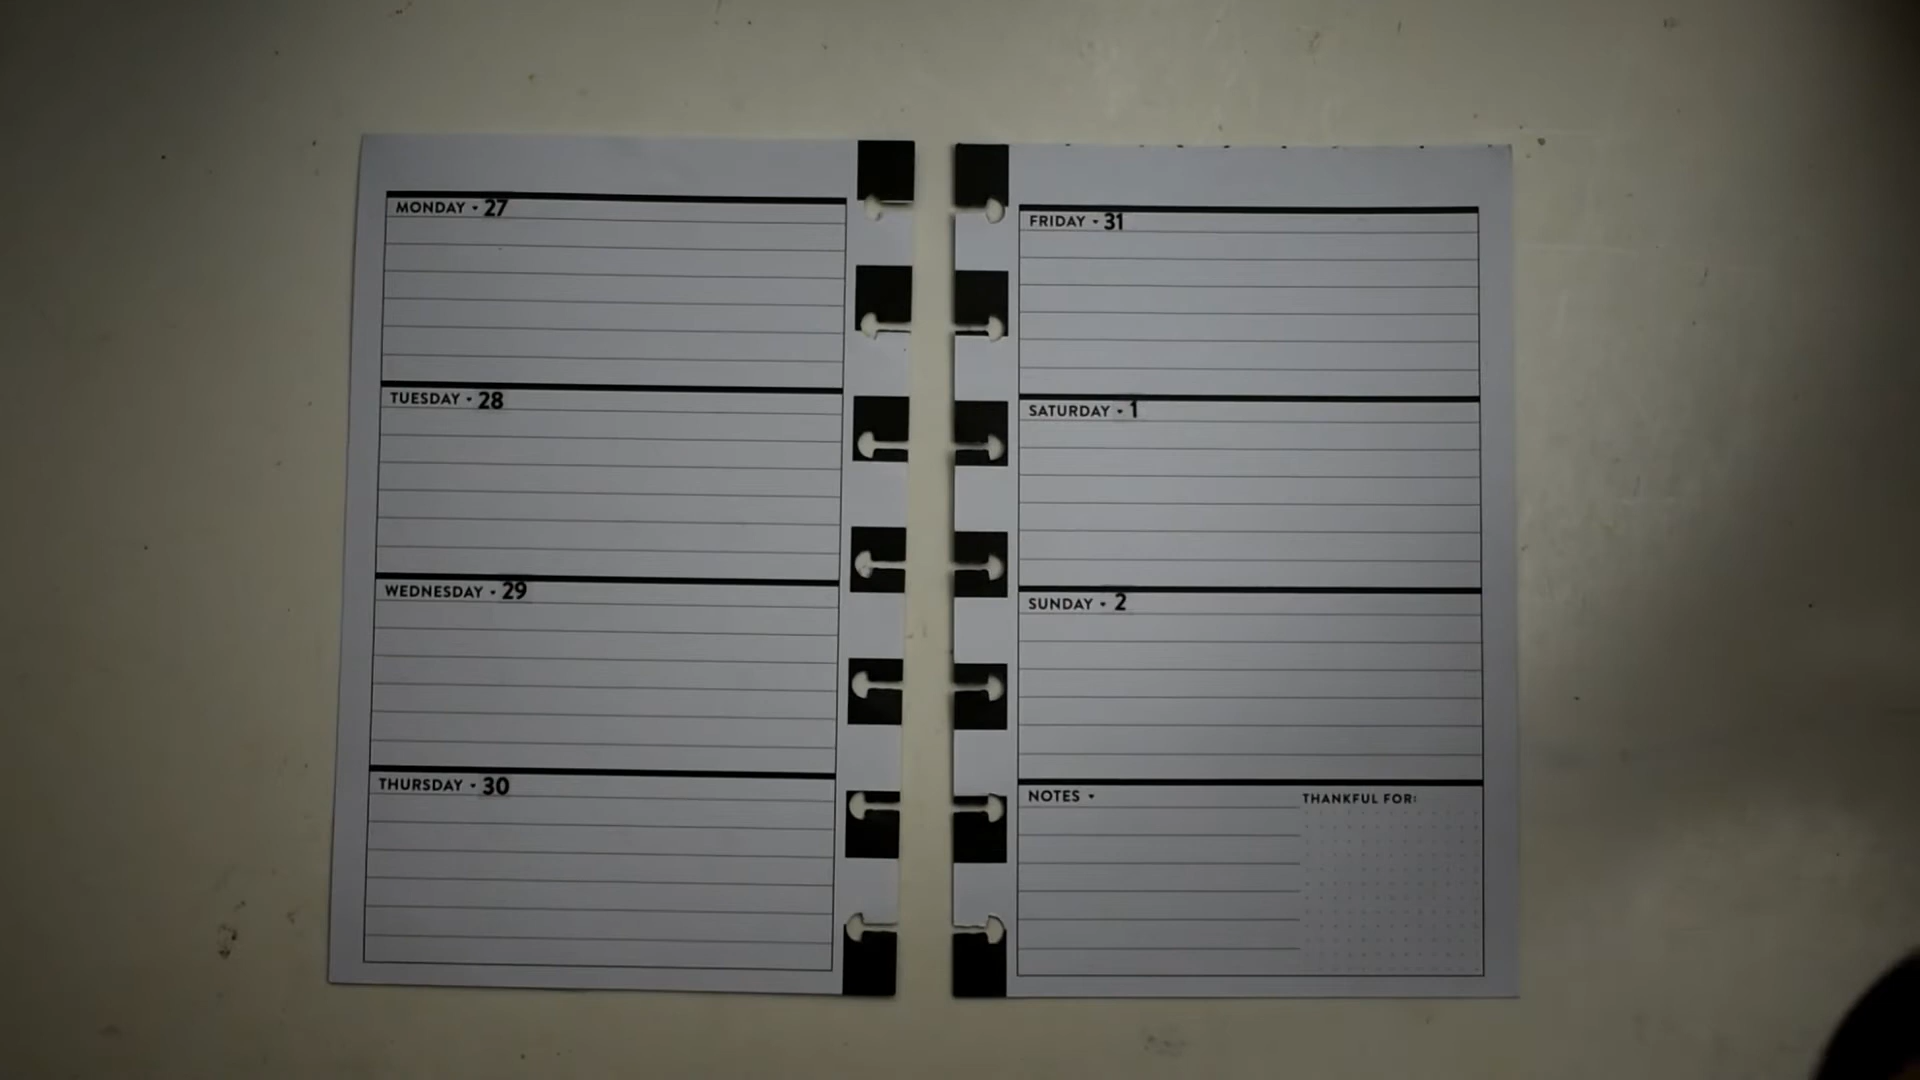 MONDAY • 27
TUESDAY • 28
WEDNESDAY • 29
THURSDAY • 30
FRIDAY • 31
SATURDAY • 1
SUNDAY • 2
NOTES •
THANKFUL FOR: